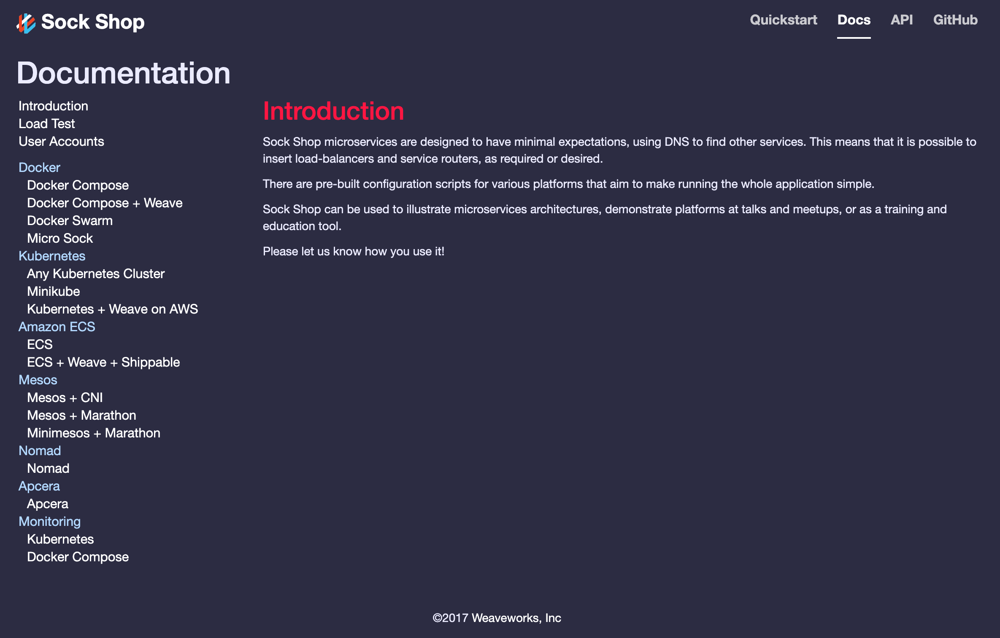 Sock Shop
Quickstart
Docs
API
GitHub
Documentation
Introduction
Load Test
User Accounts
Docker
Docker Compose
Docker Compose + Weave
Docker Swarm
Micro Sock
Kubernetes
Any Kubernetes Cluster
Minikube
Kubernetes + Weave on AWS
Amazon ECS
ECS
ECS + Weave + Shippable
Mesos
Mesos + CNI
Mesos + Marathon
Minimesos + Marathon
Nomad
Nomad
Apcera
Apcera
Monitoring
Kubernetes
Docker Compose
Introduction
Sock Shop microservices are designed to have minimal expectations, using DNS to find other services. This means that it is possible to
insert load-balancers and service routers, as required or desired.
There are pre-built configuration scripts for various platforms that aim to make running the whole application simple.
Sock Shop can be used to illustrate microservices architectures, demonstrate platforms at talks and meetups, or as a training and
education tool.
Please let us know how you use it!
©2017 Weaveworks, Inc